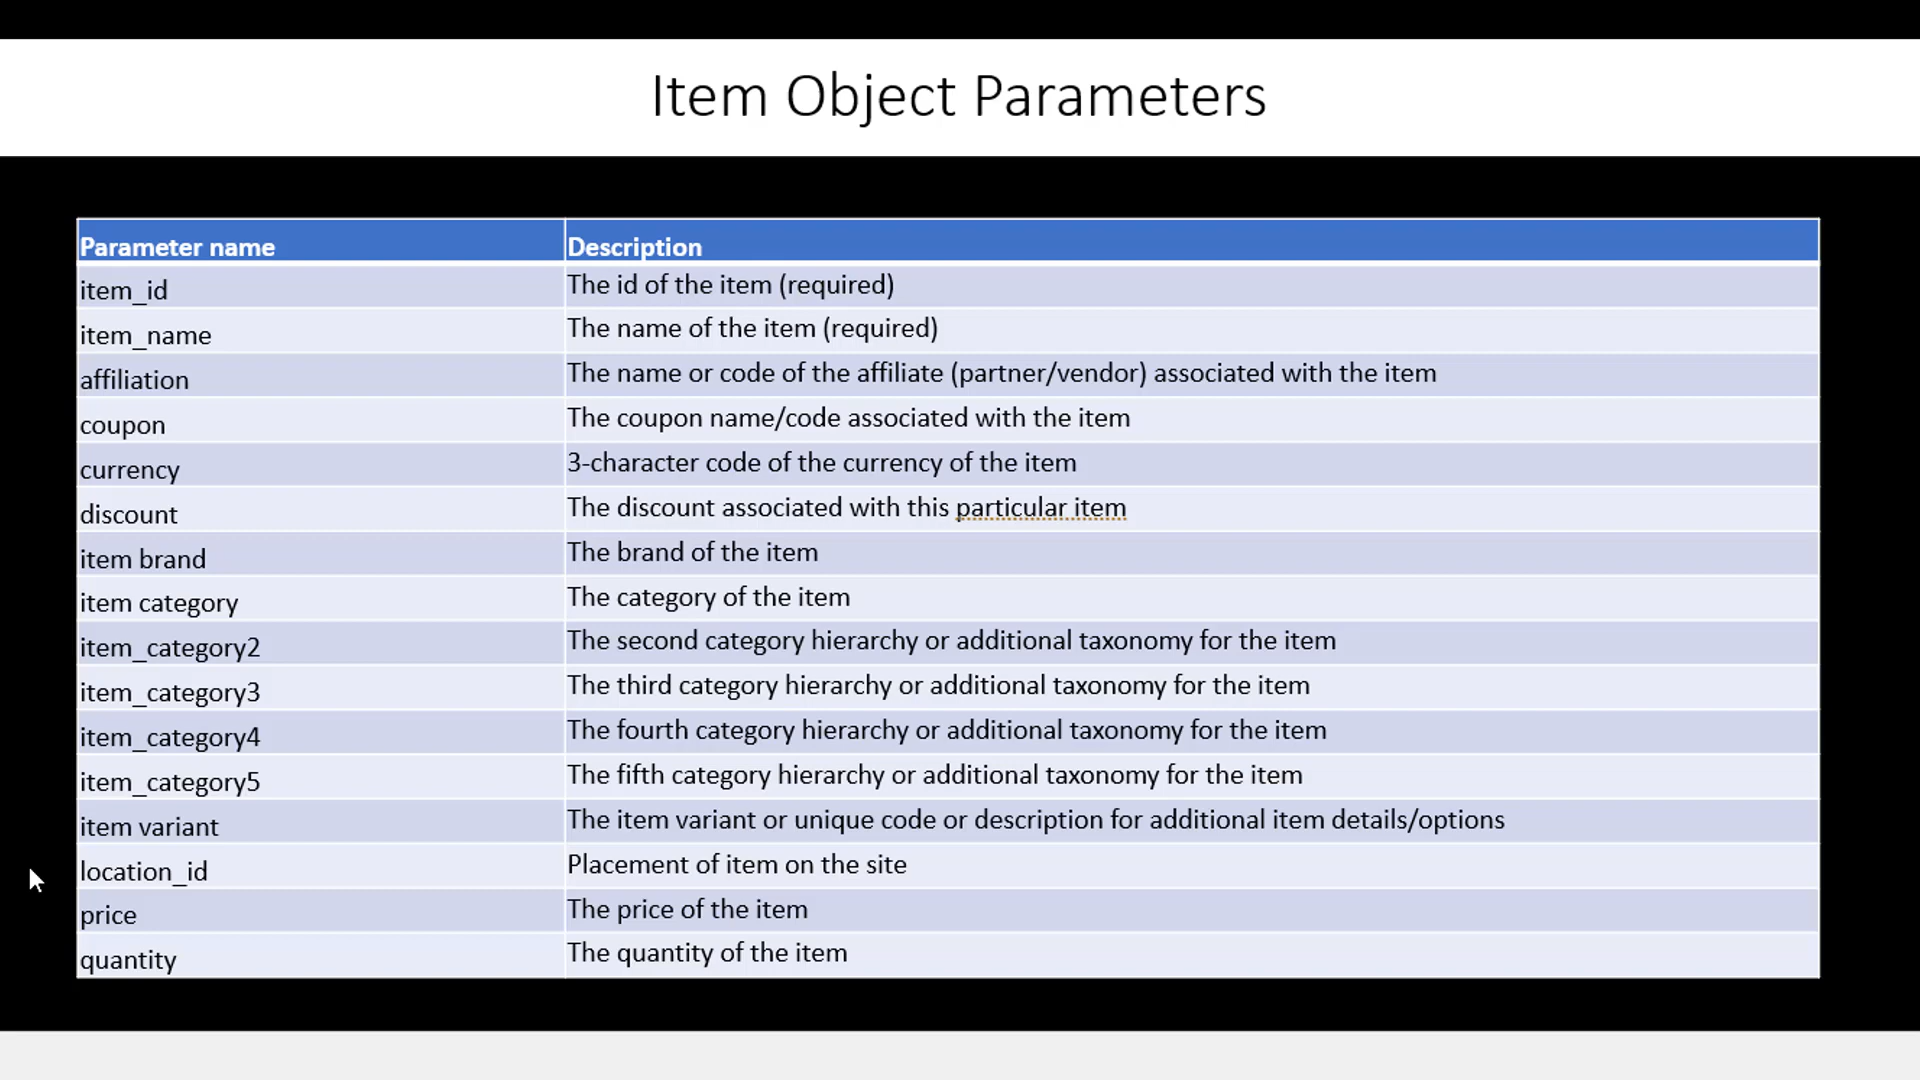 Item Object Parameters
Parameter name Description
item_id The id of the item (required)
item_name The name of the item (required)
affiliation The name or code of the affiliate (partner/vendor) associated with the item
coupon The coupon name/code associated with the item
currency 3-character code of the currency of the item
discount The discount associated with this particular item
item brand The brand of the item
item category The category of the item
item_category2 The second category hierarchy or additional taxonomy for the item
item_category3 The third category hierarchy or additional taxonomy for the item
item_category4 The fourth category hierarchy or additional taxonomy for the item
item_category5 The fifth category hierarchy or additional taxonomy for the item
item variant The item variant or unique code or description for additional item details/options
location_id Placement of item on the site
price The price of the item
quantity The quantity of the item